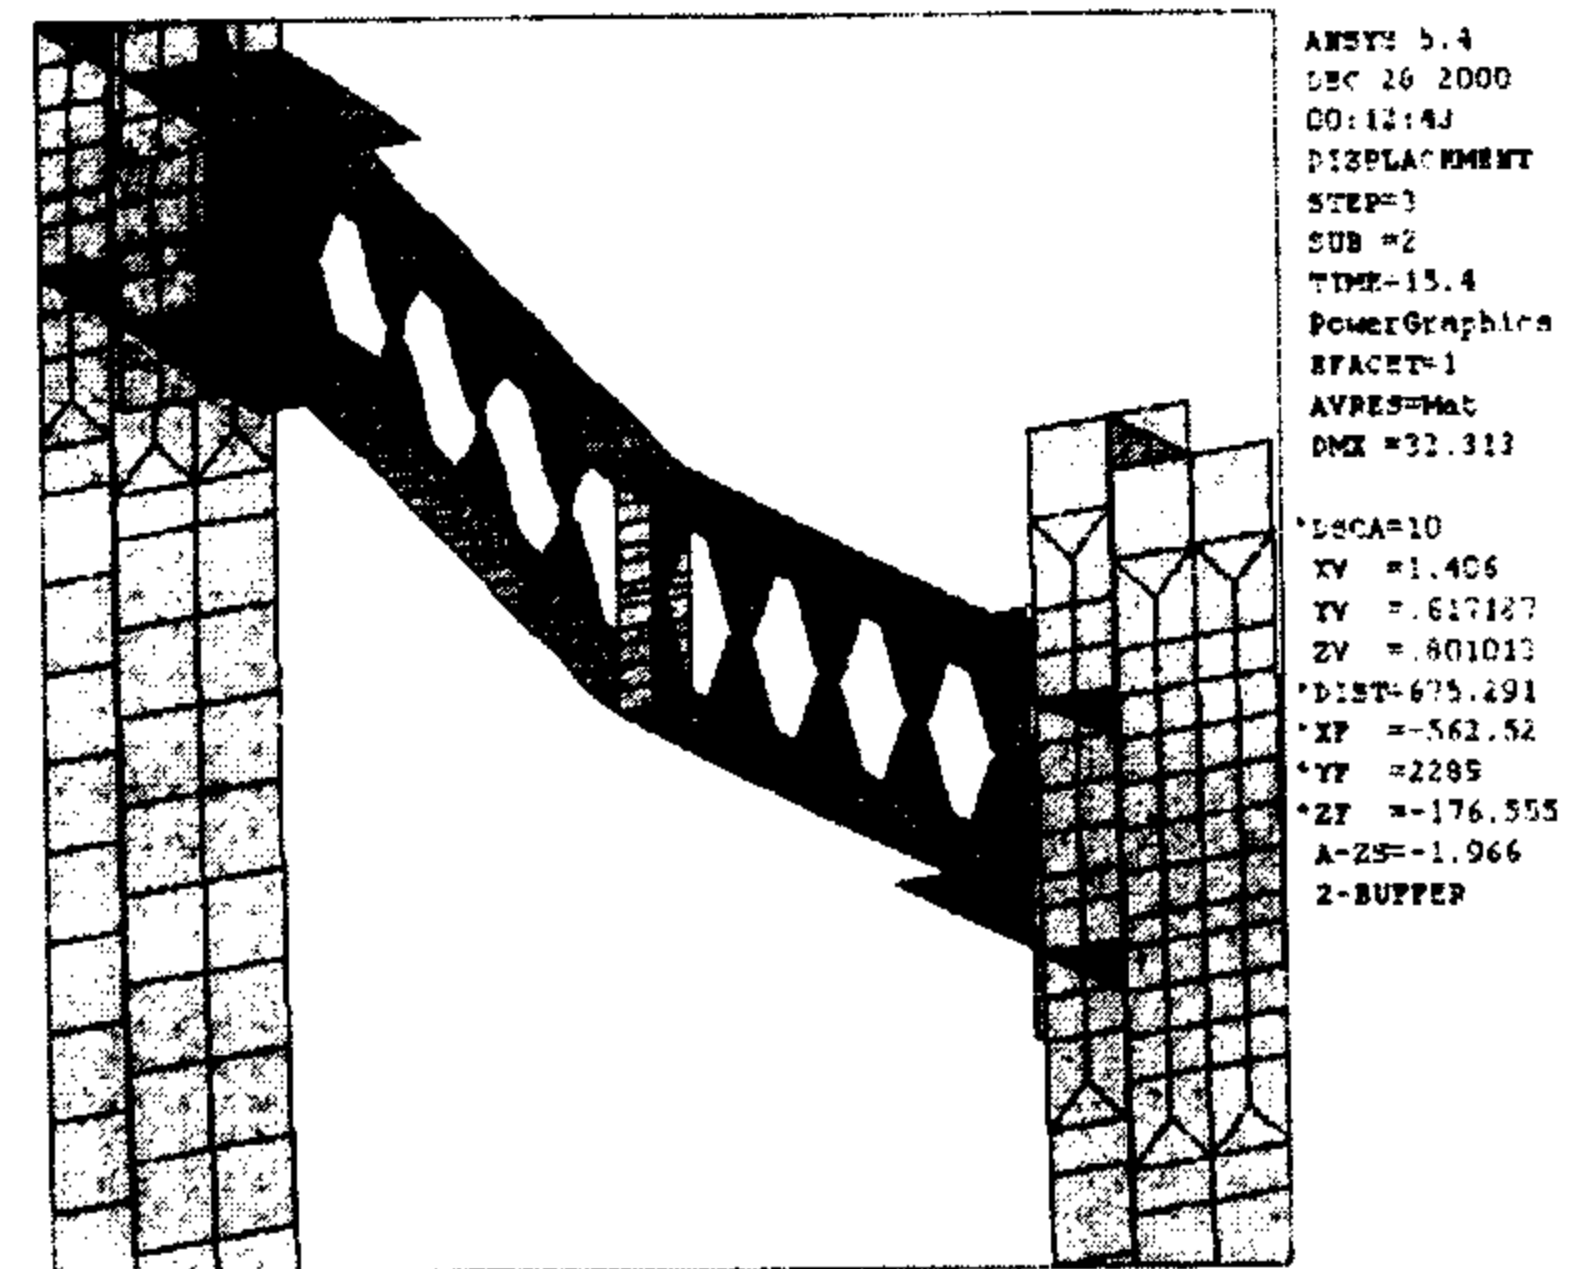 ANSYS 5.4
DEC 26 2000
00:12:43
DISPLACEMENT
STEP=3
SUB =2
TIME=15.4
PowerGraphics
EFACET=1
AVRES=Mat
DMX =32.313
*DSCA=10
XV =1.406
YV =.617187
ZV =.801013
*DIST=675.291
*XF =-562.52
*YF =2289
*ZF =-176.555
A-ZS=-1.966
Z-BUFFER